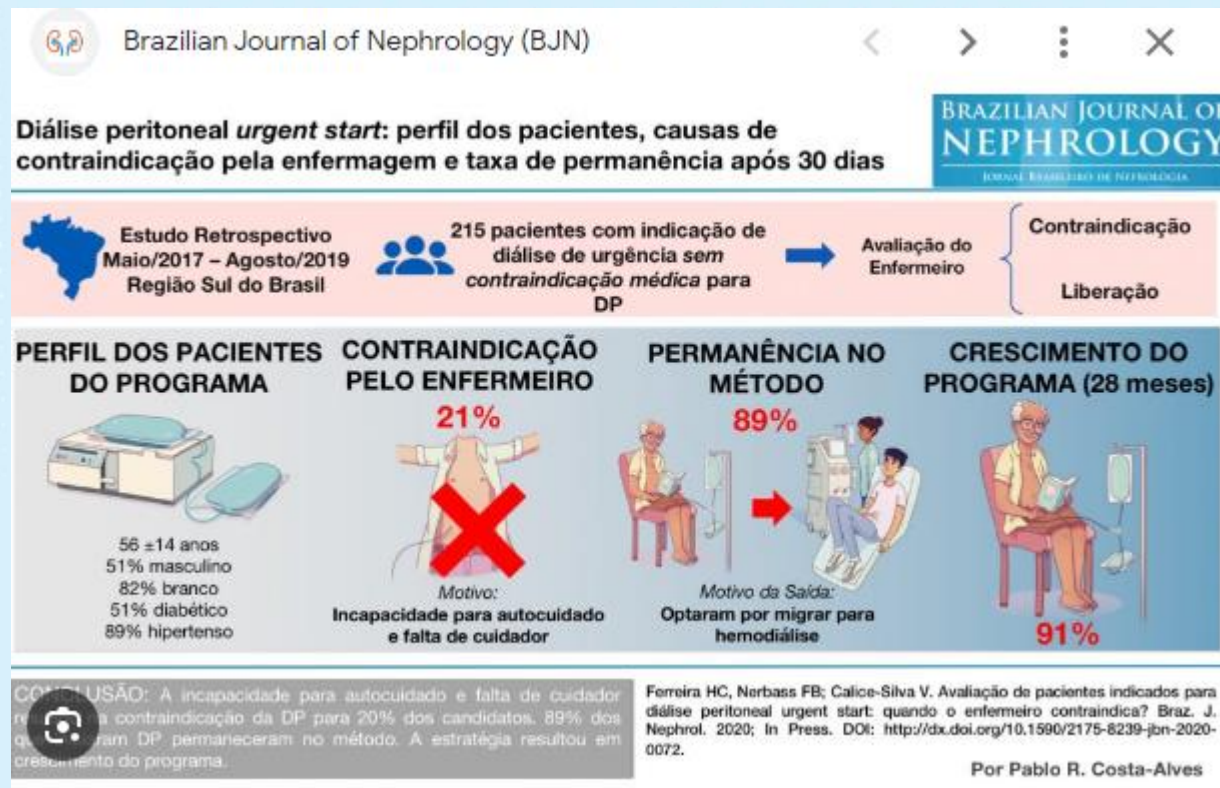 Brazilian Journal of Nephrology (BJN)
Diálise peritoneal urgent start: perfil dos pacientes, causas de
contraindicação pela enfermagem e taxa de permanência após 30 dias
BRAZILIAN JOURNAL OF
NEPHROLOGY
JORNAL BRASILEIRO DE NEFROLOGIA
Estudo Retrospectivo
Maio/2017 – Agosto/2019
Região Sul do Brasil
215 pacientes com indicação de
diálise de urgência sem
contraindicação médica para
DP
Avaliação do
Enfermeiro
Contraindicação
Liberação
PERFIL DOS PACIENTES
DO PROGRAMA
56 ±14 anos
51% masculino
82% branco
51% diabético
89% hipertenso
CONTRAINDICAÇÃO
PELO ENFERMEIRO
21%
Motivo:
Incapacidade para autocuidado
e falta de cuidador
PERMANÊNCIA NO
MÉTODO
89%
Motivo da Saída:
Optaram por migrar para
hemodiálise
CRESCIMENTO DO
PROGRAMA (28 meses)
91%
CONCLUSÃO: A incapacidade para autocuidado e falta de cuidador
a contraindicação da DP para 20% dos candidatos. 89% dos
DP permaneceram no método. A estratégia resultou em
crescimento do programa.
Ferreira HC, Nerbass FB; Calice-Silva V. Avaliação de pacientes indicados para
diálise peritoneal urgent start: quando o enfermeiro contraindica? Braz. J.
Nephrol. 2020; In Press. DOI: http://dx.doi.org/10.1590/2175-8239-jbn-2020-
0072.
Por Pablo R. Costa-Alves